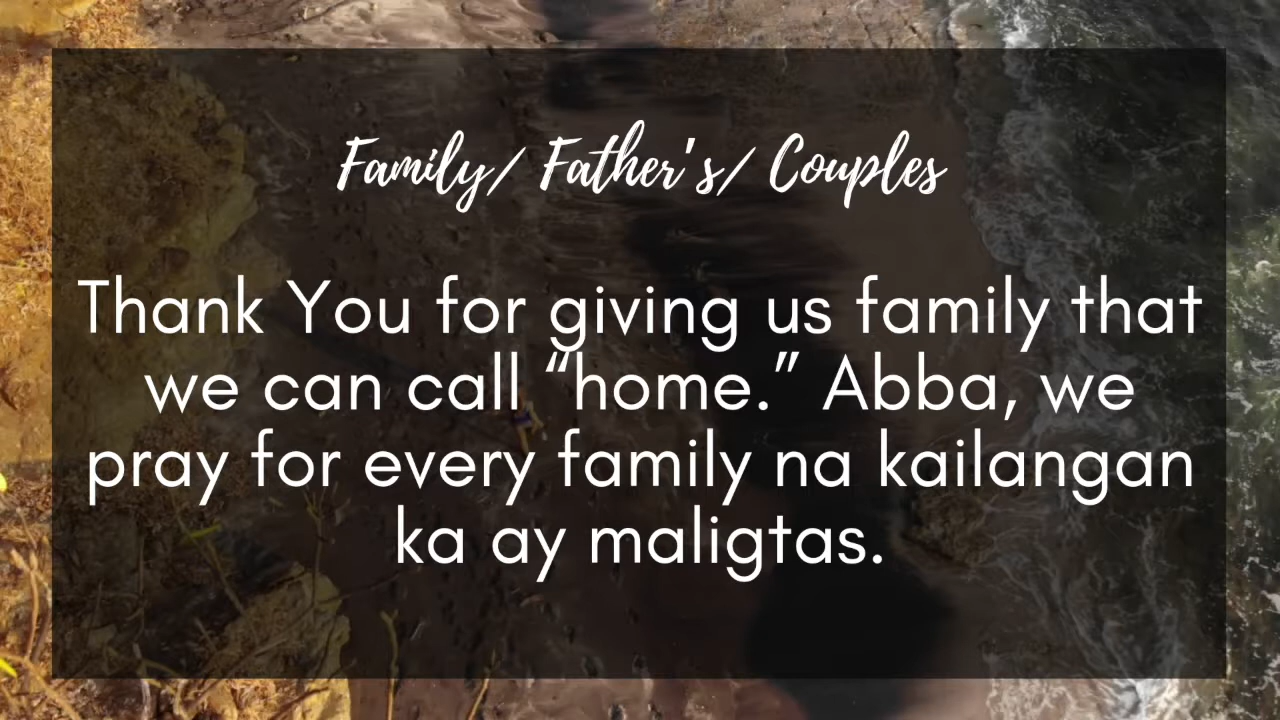 Family/ Father's/ Couples
Thank You for giving us family that
we can call “home.” Abba, we
pray for every family na kailangan
ka ay maligtas.